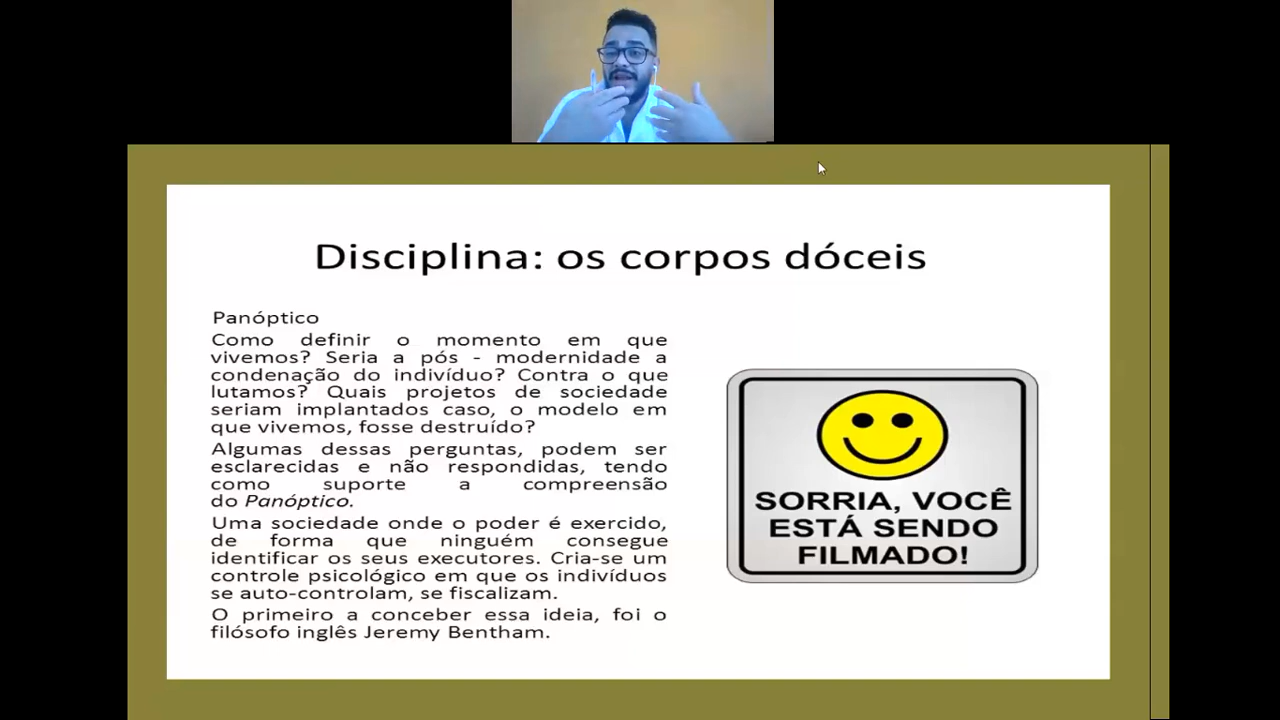 Disciplina: os corpos dóceis
Panóptico
Como definir o momento em que
vivemos? Seria a pós - modernidade a
condenação do indivíduo? Contra o que
lutamos? Quais projetos de sociedade
seriam implantados caso, o modelo em
que vivemos, fosse destruído?
Algumas dessas perguntas, podem ser
esclarecidas e não respondidas, tendo
como suporte a compreensão
do Panóptico.
Uma sociedade onde o poder é exercido,
de forma que ninguém consegue
identificar os seus executores. Cria-se um
controle psicológico em que os indivíduos
se auto-controlam, se fiscalizam.
O primeiro a conceber essa ideia, foi o
filósofo inglês Jeremy Bentham.
SORRIA, VOCÊ
ESTÁ SENDO
FILMADO!